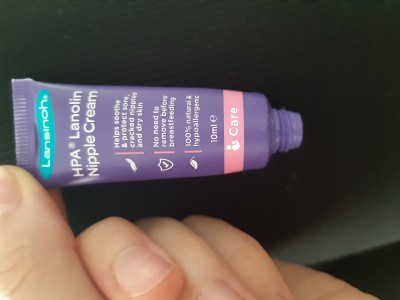 Lansinoh®
HPA® Lanolin
Nipple Cream
Helps soothe
& protect sore,
cracked nipples
and dry skin
No need to
remove before
breastfeeding
100% natural &
hypoallergenic
10ml ℮
Care